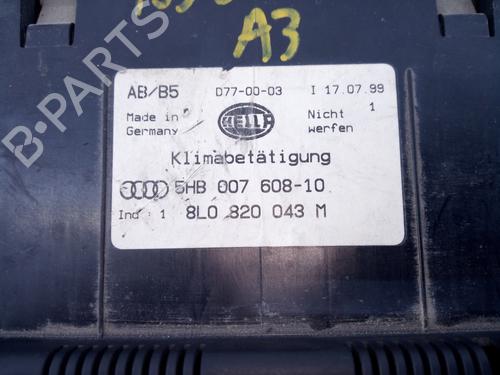 A3
AB/B5 D77-00-03 I 17.07.99
Made in Germany HELLA Nicht werfen 1
Klimabetätigung
5HB 007 608-10
Ind : 1 8L0 820 043 M